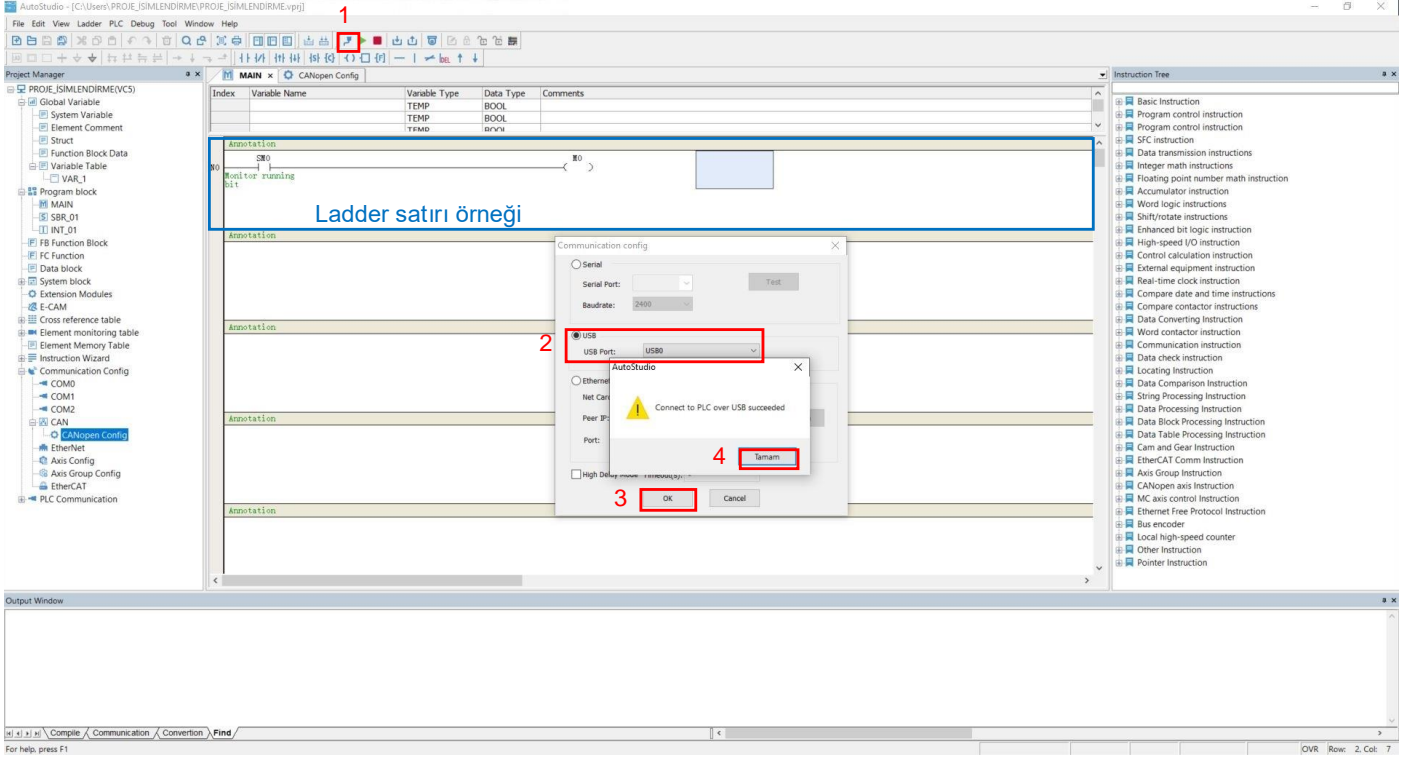 AutoStudio - [C:\Users\PROJE_İSİMLENDİRME\PROJE_İSİMLENDİRME.vprj]
1
File Edit View Ladder PLC Debug Tool Window Help
Project Manager
PROJE_İSİMLENDİRME(VC5)
Global Variable
System Variable
Element Comment
Struct
Function Block Data
Variable Table
VAR_1
Program block
MAIN
SBR_01
INT_01
FB Function Block
FC Function
Data block
System block
Extension Modules
E-CAM
Cross reference table
Element monitoring table
Element Memory Table
Instruction Wizard
Communication Config
COM0
COM1
COM2
CAN
CANopen Config
EtherNet
Axis Config
Axis Group Config
EtherCAT
PLC Communication
MAIN
CANopen Config
Index Variable Name Variable Type Data Type Comments
TEMP BOOL
TEMP BOOL
TEMP BOOL
Annotation
SM0 M0
N0
Monitor running
bit
Ladder satırı örneği
Annotation
Annotation
Annotation
Annotation
Communication config
Serial
Serial Port:
Test
Baudrate: 2400
2
USB
USB Port: USB0
Ethernet
Net Car
Peer IP:
Port:
High Delay Mode Timeout(s):
3
OK Cancel
AutoStudio
Connect to PLC over USB succeeded
4
Tamam
Instruction Tree
Basic Instruction
Program control instruction
Program control instruction
SFC instruction
Data transmission instructions
Integer math instructions
Floating point number math instruction
Accumulator instruction
Word logic instructions
Shift/rotate instructions
Enhanced bit logic instruction
High-speed I/O instruction
Control calculation instruction
External equipment instruction
Real-time clock instruction
Compare date and time instructions
Compare contactor instructions
Data Converting Instruction
Word contactor instruction
Communication instruction
Data check instruction
Locating Instruction
Data Comparison Instruction
String Processing Instruction
Data Processing Instruction
Data Block Processing Instruction
Data Table Processing Instruction
Cam and Gear Instruction
EtherCAT Comm Instruction
Axis Group Instruction
CANopen axis Instruction
MC axis control Instruction
Ethernet Free Protocol Instruction
Bus encoder
Local high-speed counter
Other Instruction
Pointer Instruction
Output Window
Compile Communication Convertion Find
For help, press F1
OVR Row: 2, Col: 7